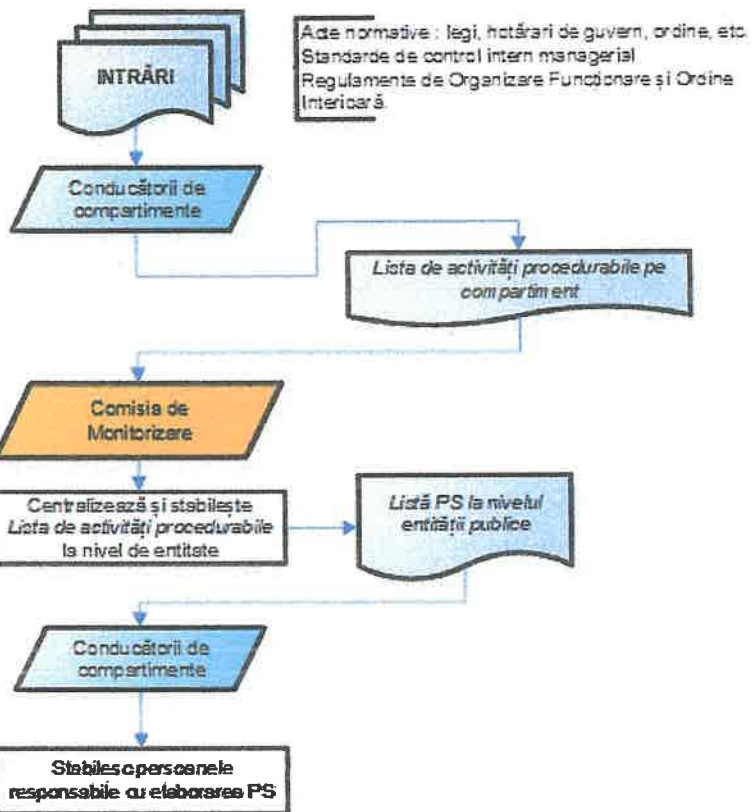 INTRĂRI
Acte normative : legi, hotărari de guvern, ordine, etc.
Standarde de control intern managerial
Regulamente de Organizare Funcționare și Ordine
Interioară.
Conducătorii de
compartimente
Lista de activități procedurabile pe
compartiment
Comisia de
Monitorizare
Centralizează și stabilește
Lista de activități procedurabile
la nivel de entitate
Listă PS la nivelul
entității publice
Conducătorii de
compartimente
Stabilesc persoanele
responsabile cu elaborarea PS